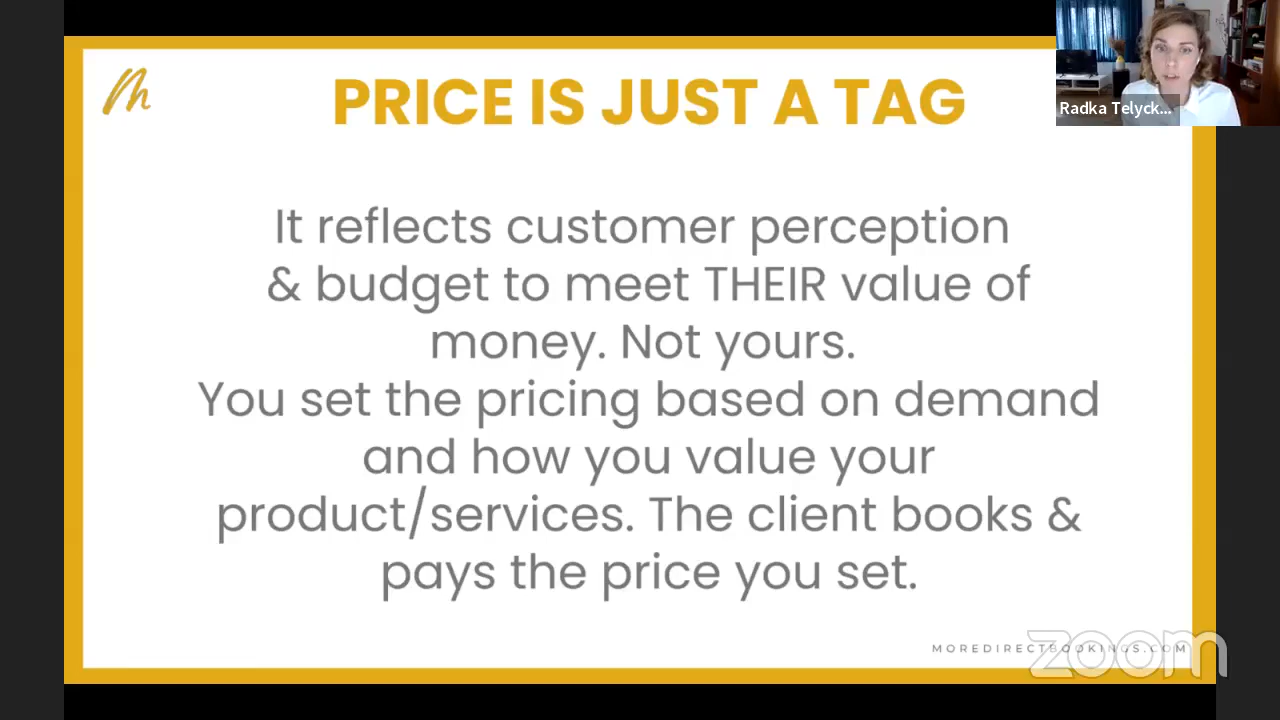 PRICE IS JUST A TAG
Radka Telyck...
It reflects customer perception
& budget to meet THEIR value of
money. Not yours.
You set the pricing based on demand
and how you value your
product/services. The client books &
pays the price you set.
MOREDIRECTBOOKINGS.COM
zoom